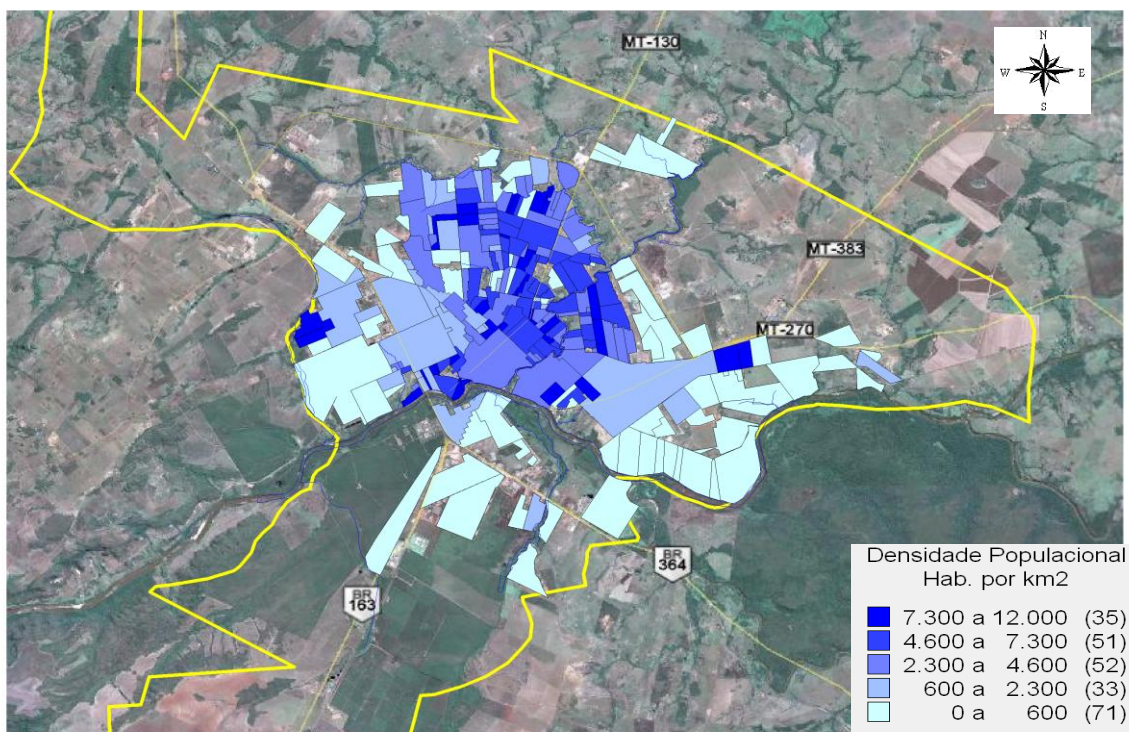 MT-130
N
W E
S
MT-383
MT-270
BR
364
BR
163
Densidade Populacional
Hab. por km2
7.300 a 12.000 (35)
4.600 a 7.300 (51)
2.300 a 4.600 (52)
600 a 2.300 (33)
0 a 600 (71)